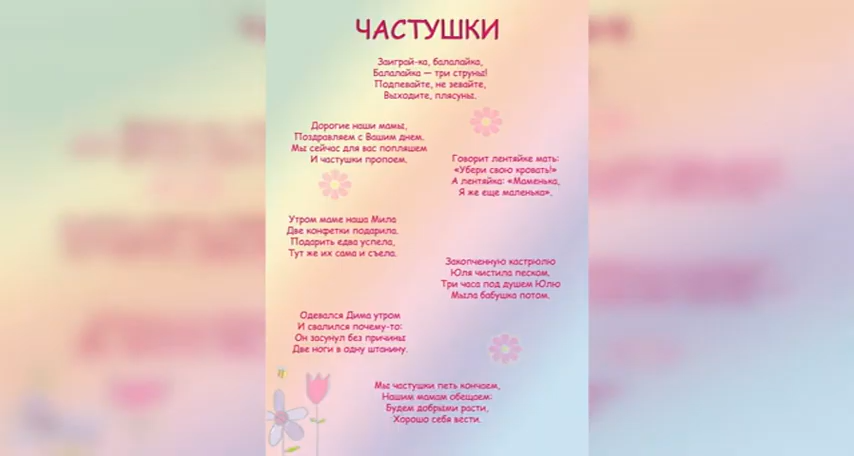 ЧАСТУШКИ
Заиграй-ка, балалайка,
Балалайка — три струны!
Подпевайте, не зевайте,
Выходите, плясуны.
Дорогие наши мамы,
Поздравляем с Вашим днем.
Мы сейчас для вас попляшем
И частушки пропоем.
Говорит лентяйке мать:
«Убери свою кровать!»
А лентяйка: «Маменька,
Я же еще маленька».
Утром маме наша Мила
Две конфетки подарила.
Подарить едва успела,
Тут же их сама и съела.
Закопченную кастрюлю
Юля чистила песком,
Три часа под душем Юлю
Мыла бабушка потом.
Одевался Дима утром
И свалился почему-то:
Он засунул без причины
Две ноги в одну штанину.
Мы частушки петь кончаем,
Нашим мамам обещаем:
Будем добрыми расти,
Хорошо себя вести.